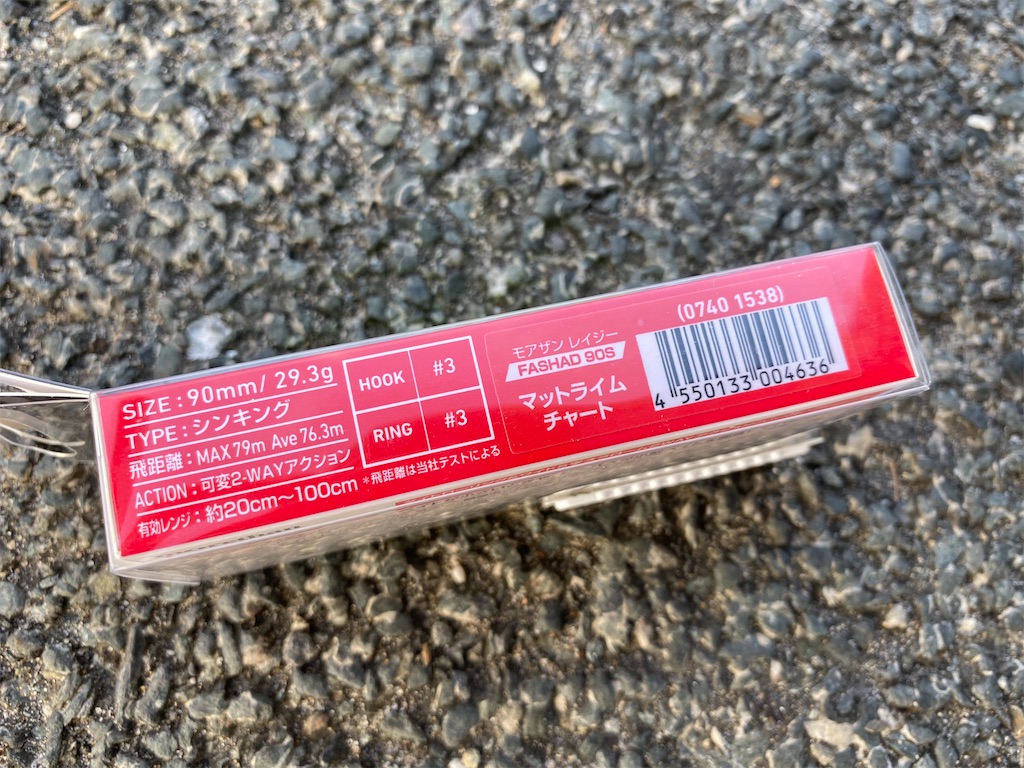 SIZE：90mm/ 29.3g
TYPE：シンキング
飛距離：MAX79m Ave 76.3m
ACTION：可変2-WAYアクション
有効レンジ：約20cm～100cm
HOOK #3
RING #3
＊飛距離は当社テストによる
モアザン レイジー
FASHAD 90S
マットライム
チャート
(0740 1538)
4 550133 004636